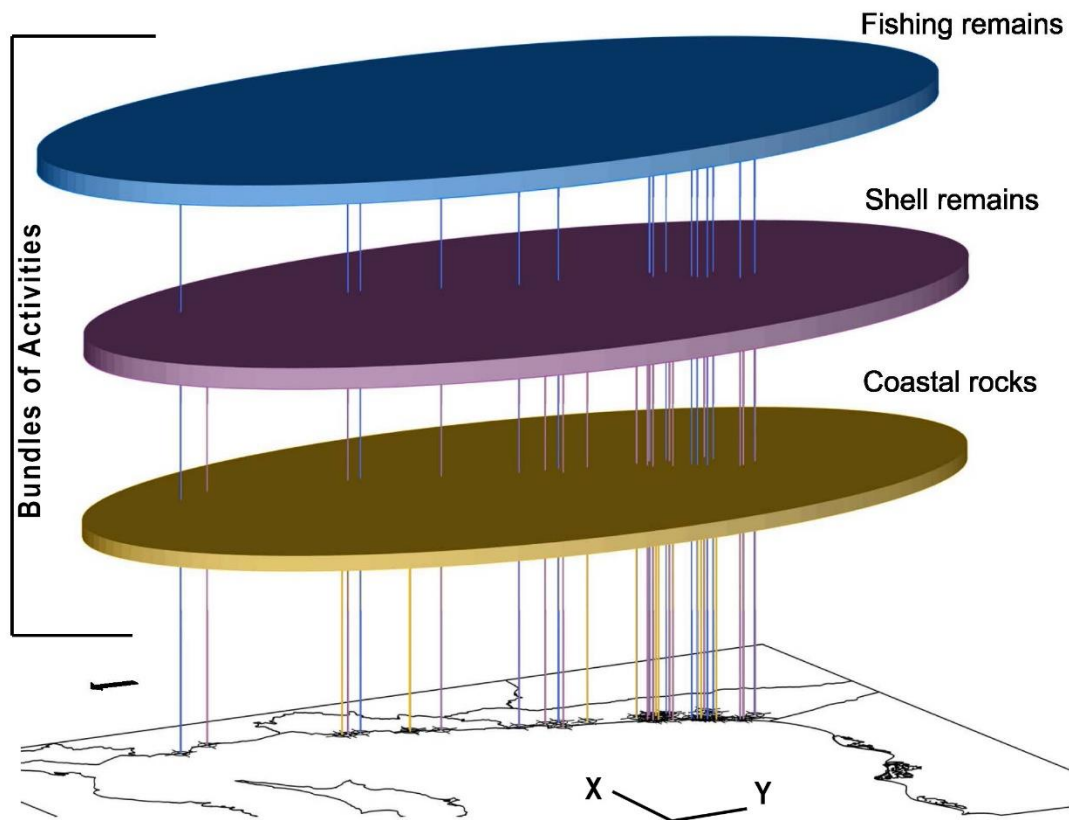 Fishing remains
Shell remains
Coastal rocks
Bundles of Activities
X
Y